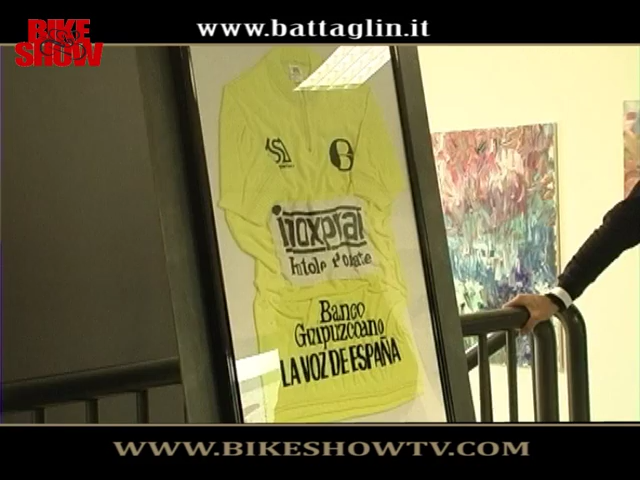 www.battaglin.it
BIKE
SHOW
B
inoxpran
Banco
Guipuzcoano
LA VOZ DE ESPAÑA
WWW.BIKESHOWTV.COM